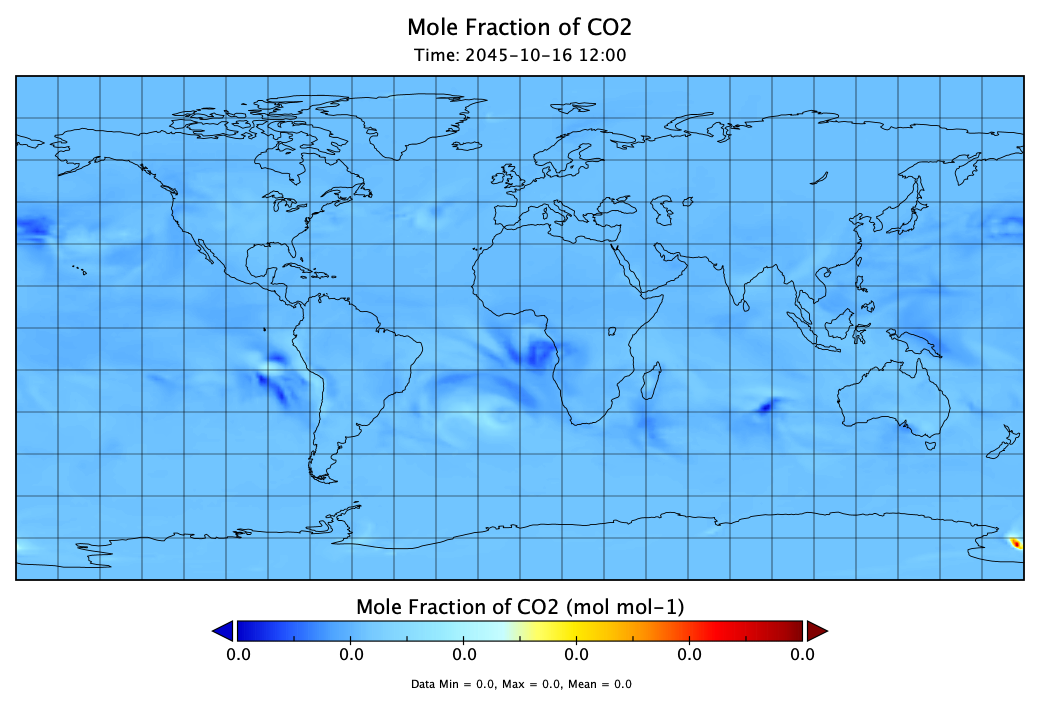 Mole Fraction of CO2
Time: 2045-10-16 12:00
Mole Fraction of CO2 (mol mol-1)
0.0 0.0 0.0 0.0 0.0 0.0
Data Min = 0.0, Max = 0.0, Mean = 0.0